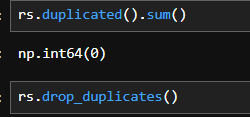 rs.duplicated().sum()
: np.int64(0)
: rs.drop_duplicates()